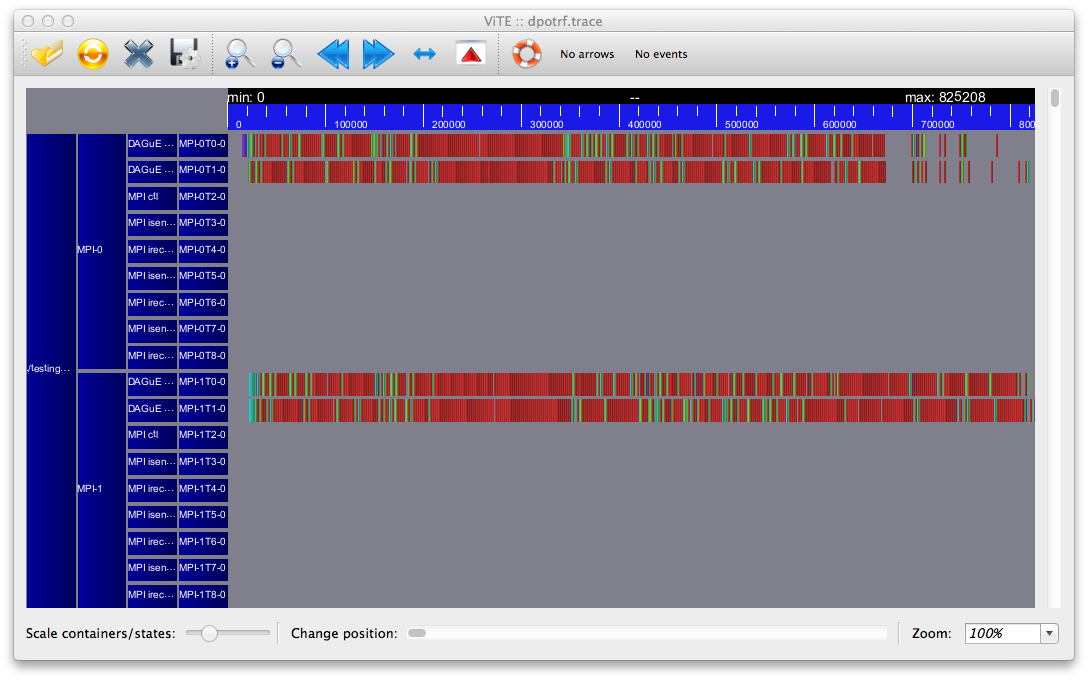 ViTE :: dpotrf.trace
No arrows No events
min: 0 -- max: 825208
0 100000 200000 300000 400000 500000 600000 700000 800
./testing...
MPI-0
DAGuE ... MPI-0T0-0
DAGuE ... MPI-0T1-0
MPI ctl MPI-0T2-0
MPI isen... MPI-0T3-0
MPI irec... MPI-0T4-0
MPI isen... MPI-0T5-0
MPI irec... MPI-0T6-0
MPI isen... MPI-0T7-0
MPI irec... MPI-0T8-0
MPI-1
DAGuE ... MPI-1T0-0
DAGuE ... MPI-1T1-0
MPI ctl MPI-1T2-0
MPI isen... MPI-1T3-0
MPI irec... MPI-1T4-0
MPI isen... MPI-1T5-0
MPI irec... MPI-1T6-0
MPI isen... MPI-1T7-0
MPI irec... MPI-1T8-0
Scale containers/states: Change position: Zoom: 100%